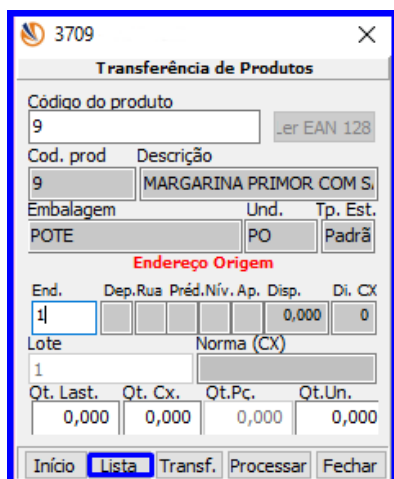 3709
Transferência de Produtos
Código do produto
9
Ler EAN 128
Cod. prod Descrição
9 MARGARINA PRIMOR COM S
Embalagem Und. Tp. Est.
POTE PO Padrã
Endereço Origem
End. Dep. Rua Préd. Nív. Ap. Disp. Di. CX
1 0,000 0
Lote Norma (CX)
1
Qt. Last. Qt. Cx. Qt.Pç. Qt.Un.
0,000 0,000 0,000 0,000
Início Lista Transf. Processar Fechar